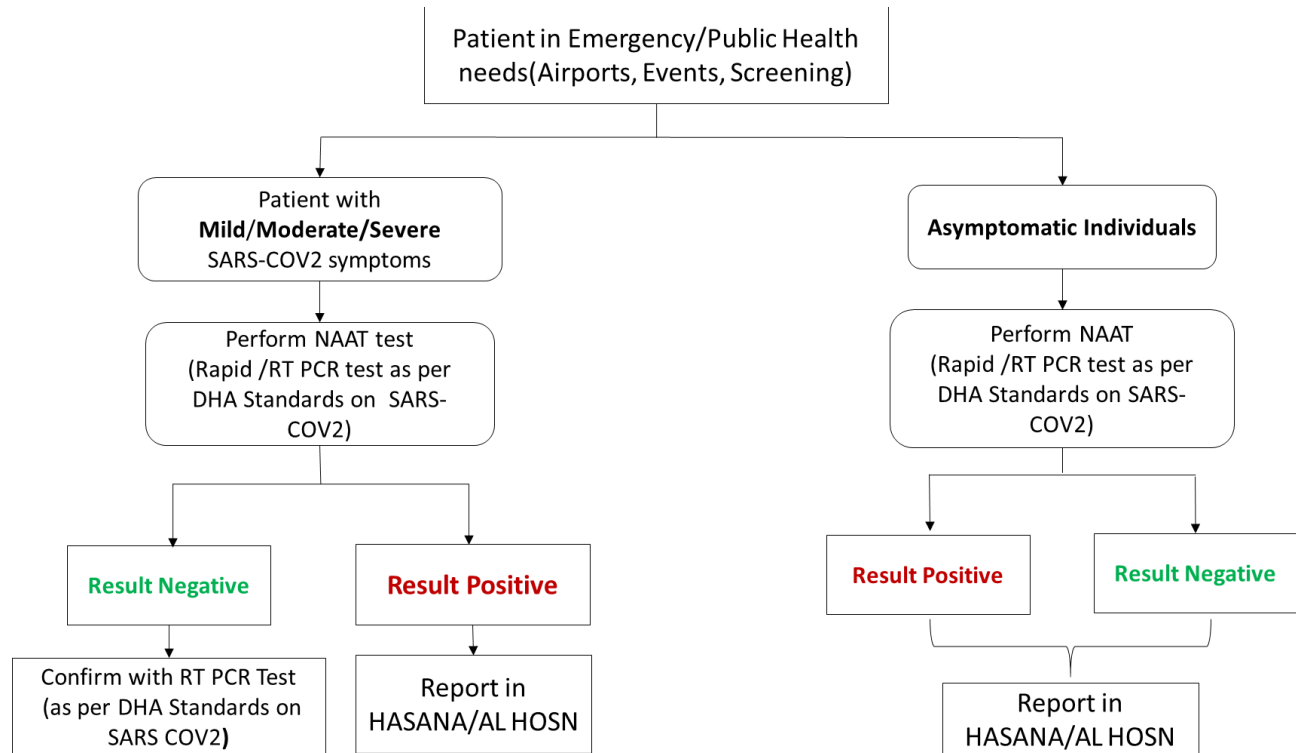 Patient in Emergency/Public Health
needs(Airports, Events, Screening)
Patient with
Mild/Moderate/Severe
SARS-COV2 symptoms
Asymptomatic Individuals
Perform NAAT test
(Rapid /RT PCR test as per
DHA Standards on SARS-
COV2)
Perform NAAT
(Rapid /RT PCR test as per
DHA Standards on SARS-
COV2)
Result Negative
Result Positive
Result Positive
Result Negative
Confirm with RT PCR Test
(as per DHA Standards on
SARS COV2)
Report in
HASANA/AL HOSN
Report in
HASANA/AL HOSN